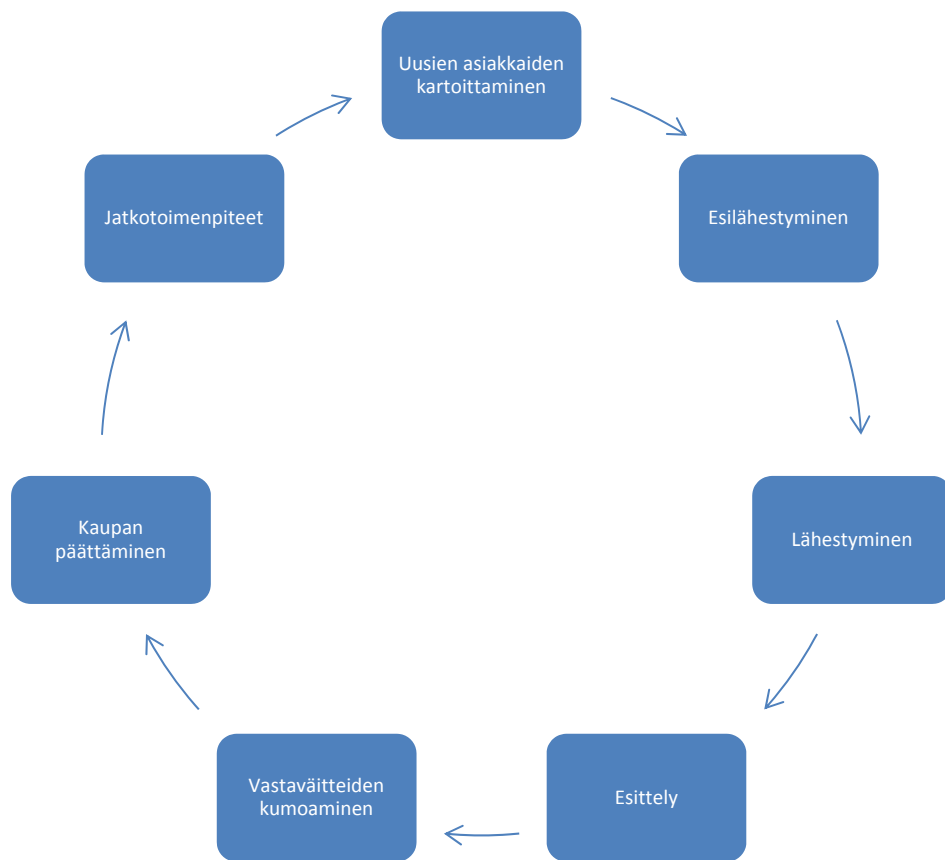 Uusien asiakkaiden
kartoittaminen
Esilähestyminen
Lähestyminen
Esittely
Vastaväitteiden
kumoaminen
Kaupan
päättäminen
Jatkotoimenpiteet